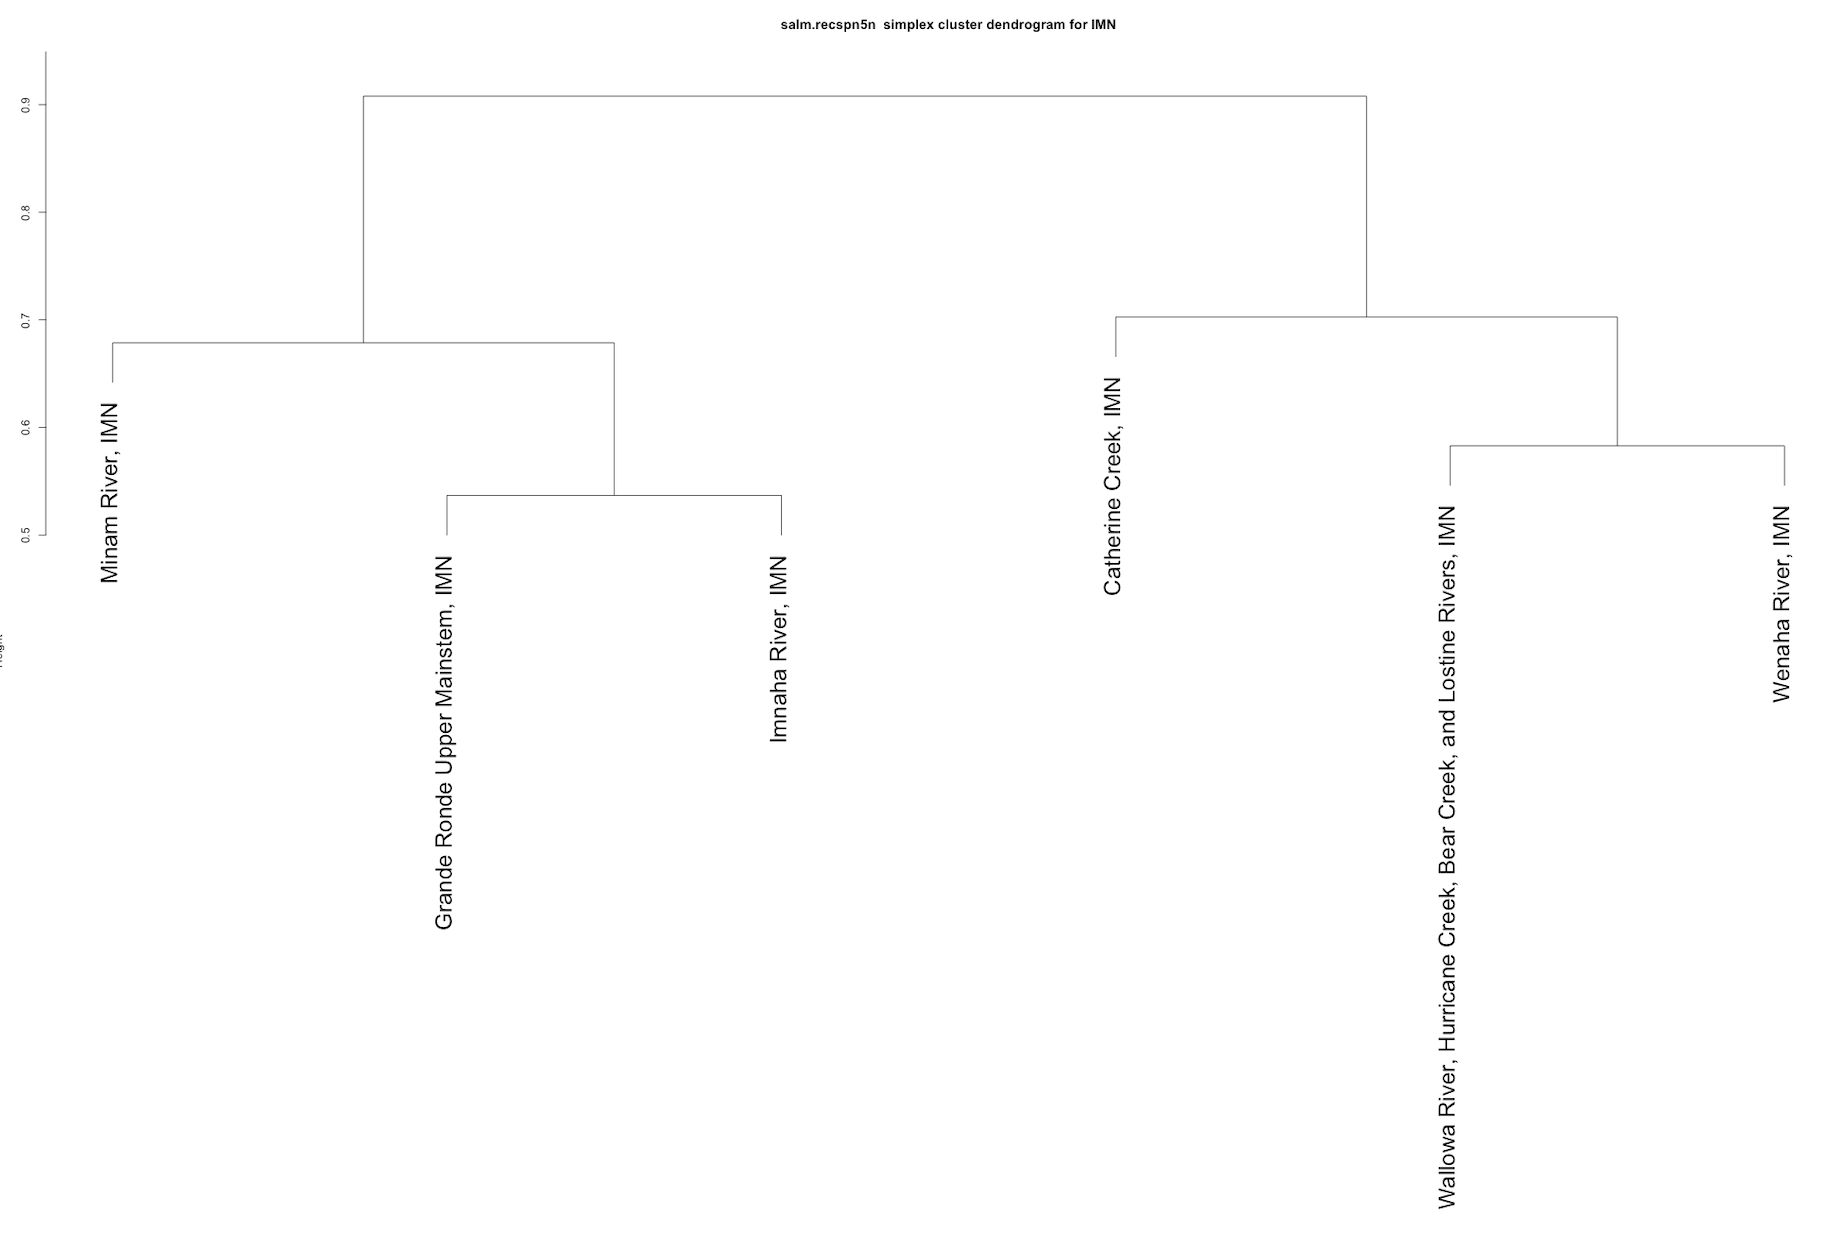 salm.recspn5n  simplex cluster dendrogram for IMN
0.9
0.8
0.7
0.6
0.5
Minam River, IMN
Grande Ronde Upper Mainstem, IMN
Imnaha River, IMN
Catherine Creek, IMN
Wallowa River, Hurricane Creek, Bear Creek, and Lostine Rivers, IMN
Wenaha River, IMN